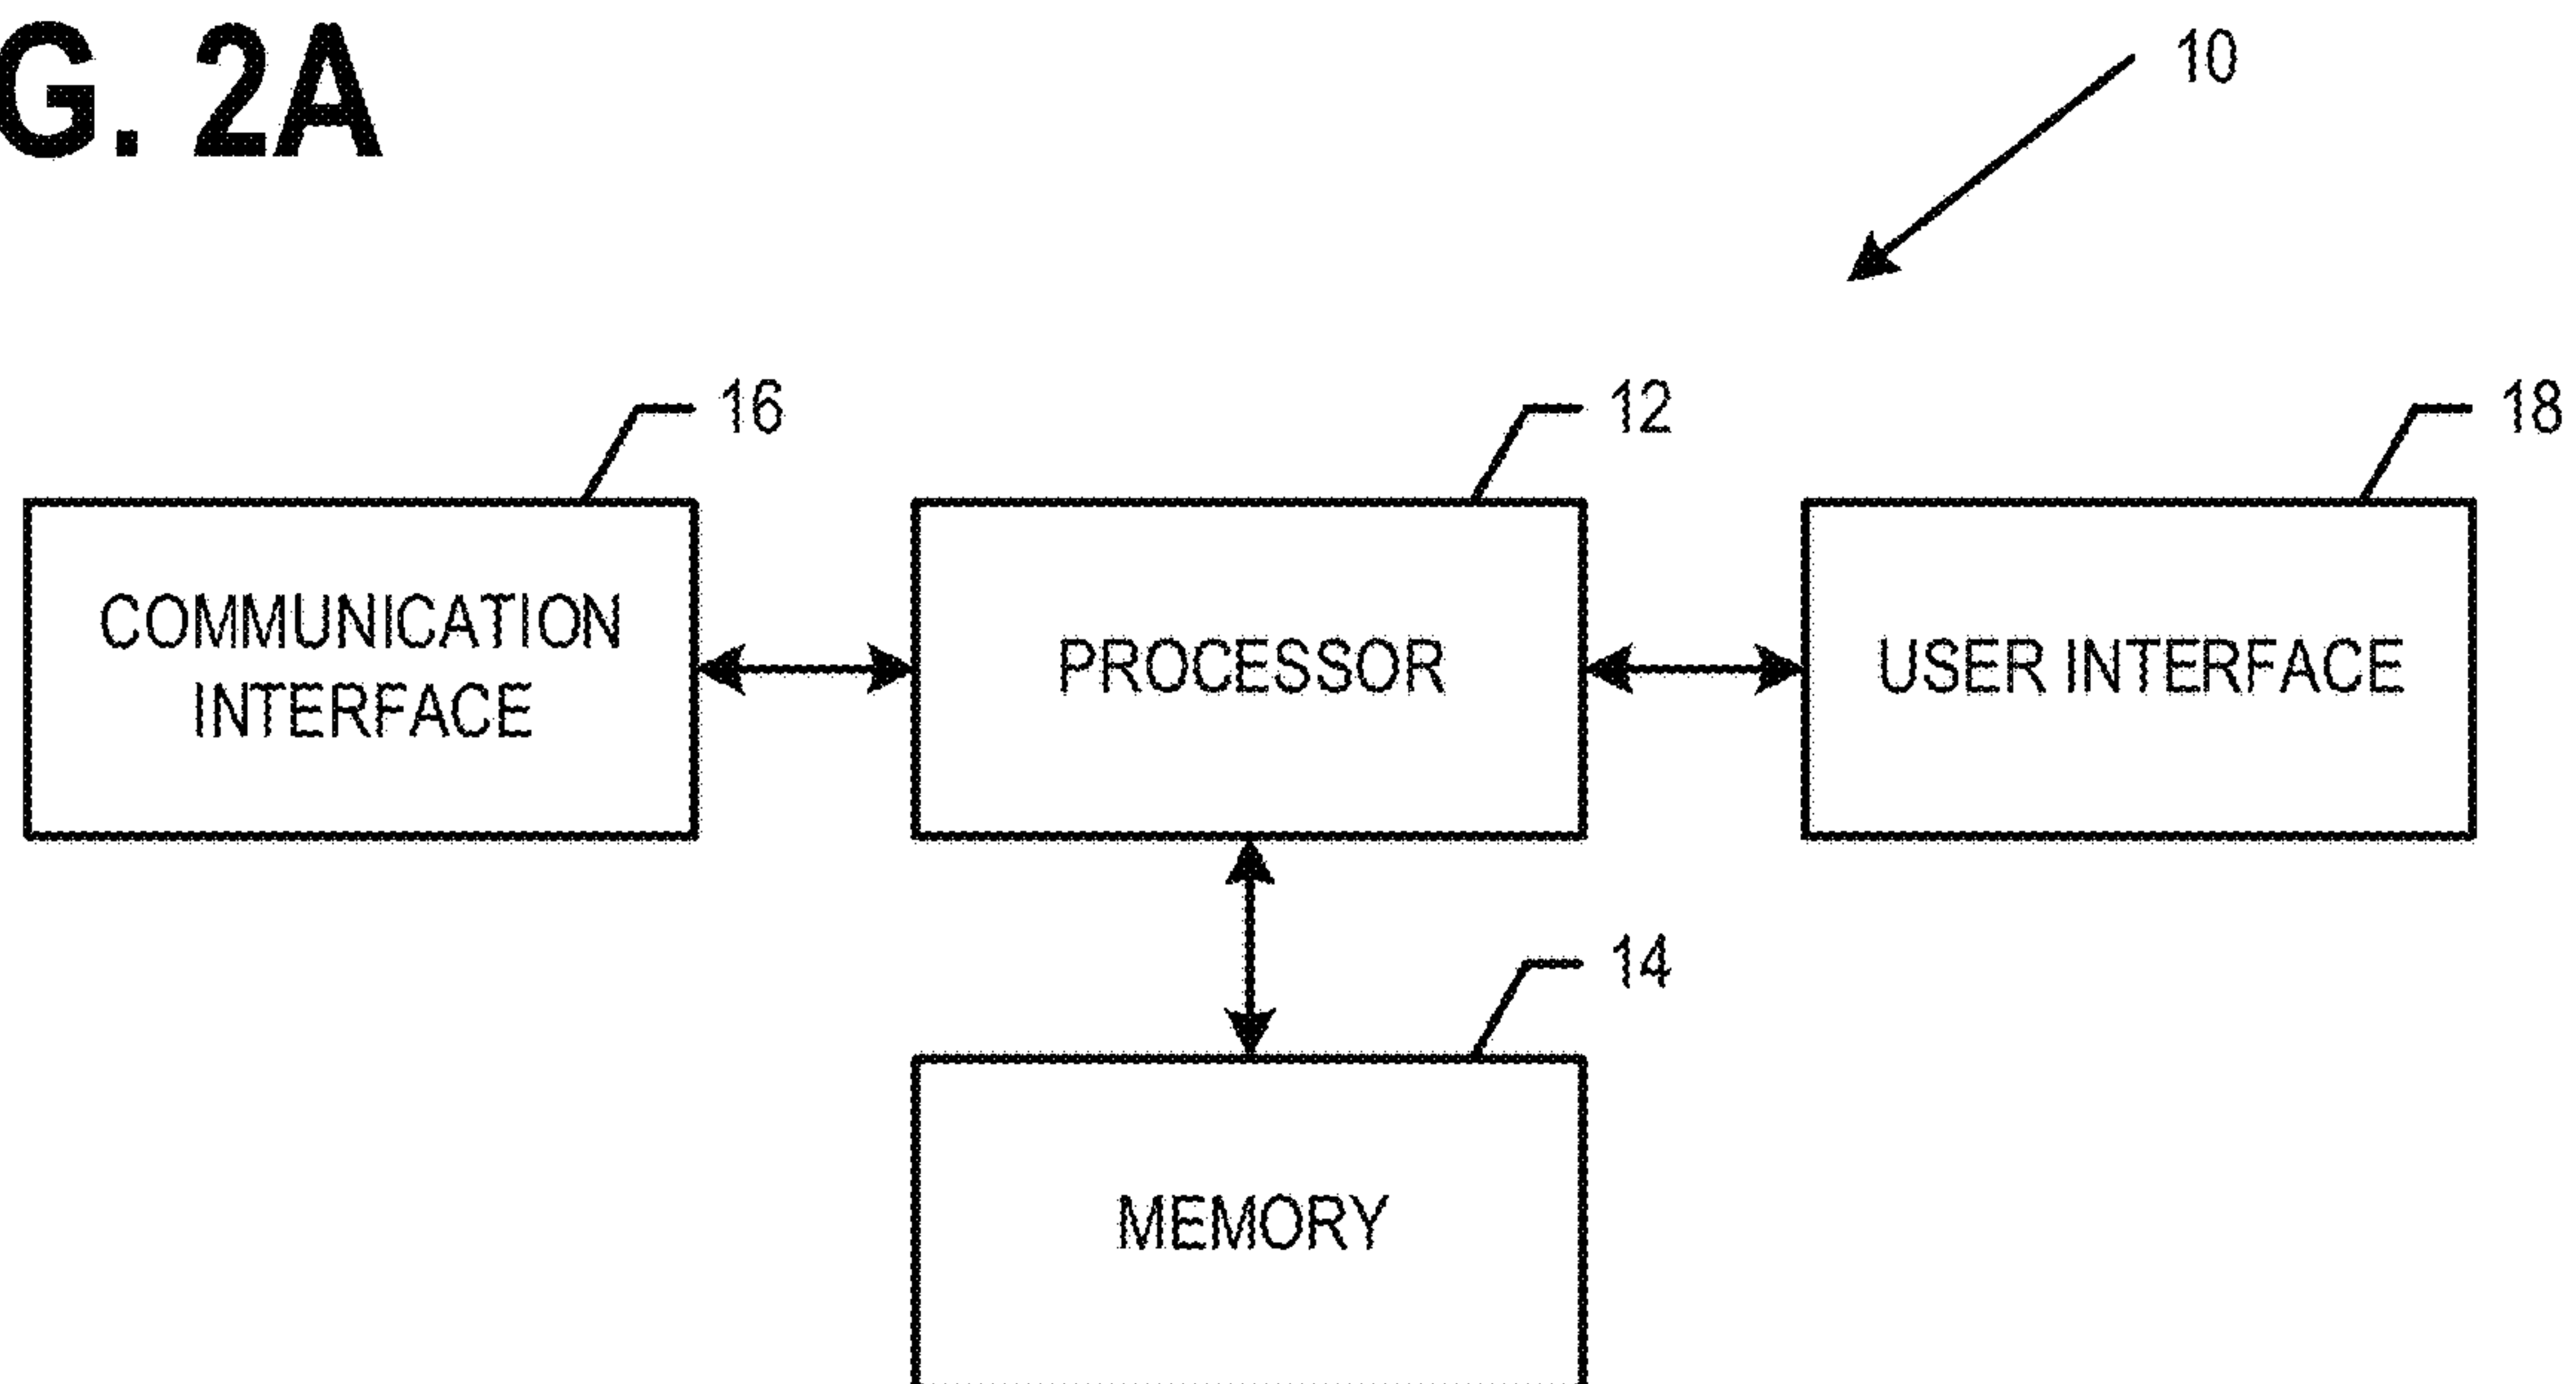 G. 2A
10
16
12
18
COMMUNICATION
INTERFACE
PROCESSOR
USER INTERFACE
14
MEMORY